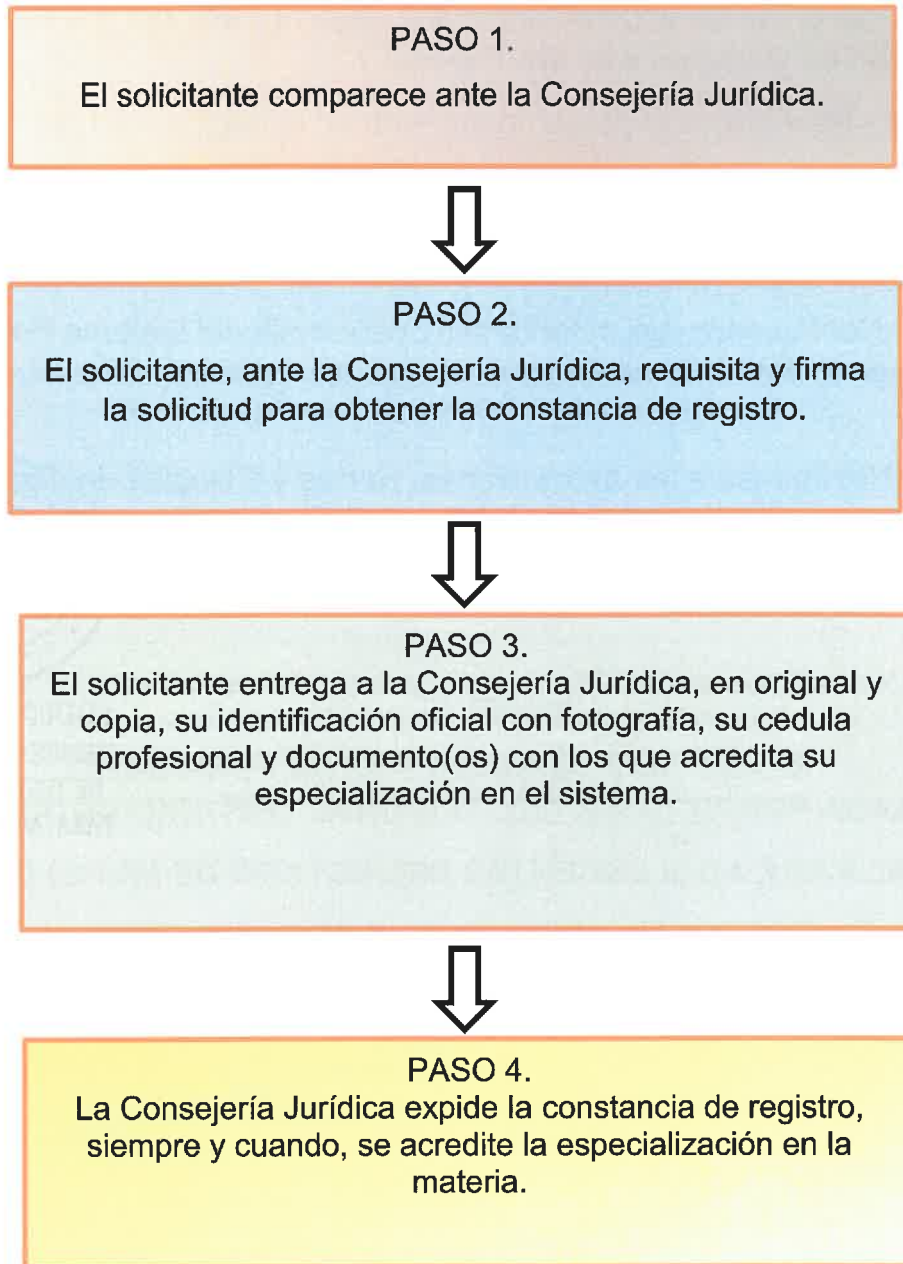 PASO 1.
El solicitante comparece ante la Consejería Jurídica.
PASO 2.
El solicitante, ante la Consejería Jurídica, requisita y firma
la solicitud para obtener la constancia de registro.
PASO 3.
El solicitante entrega a la Consejería Jurídica, en original y
copia, su identificación oficial con fotografía, su cedula
profesional y documento(os) con los que acredita su
especialización en el sistema.
PASO 4.
La Consejería Jurídica expide la constancia de registro,
siempre y cuando, se acredite la especialización en la
materia.